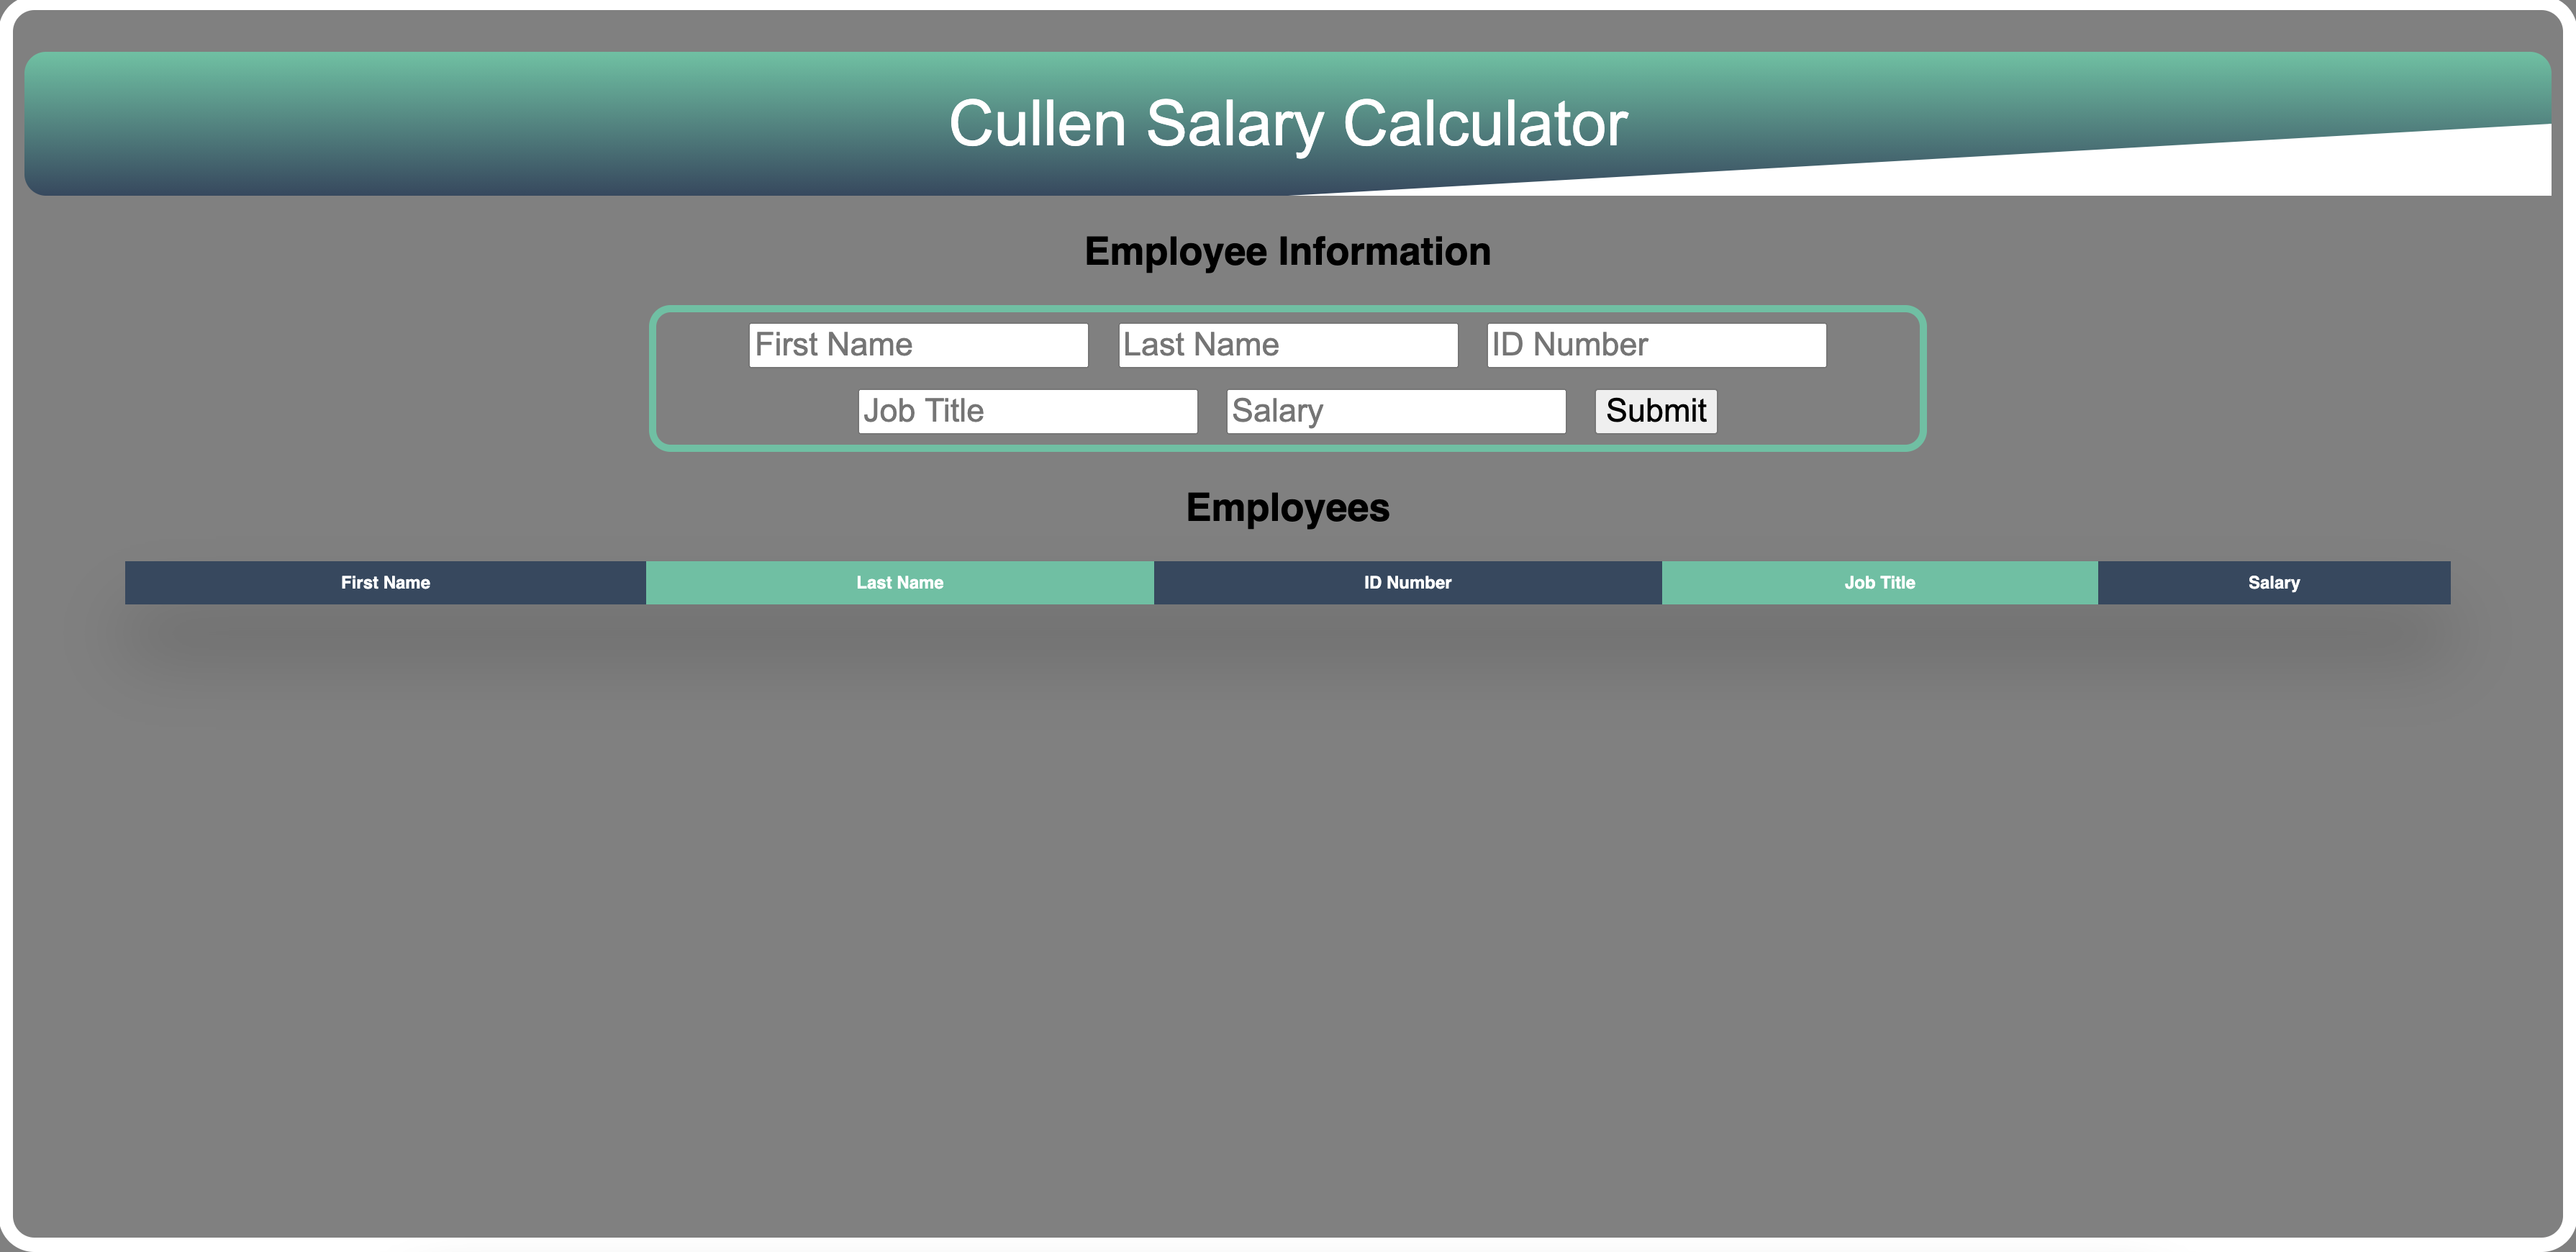 Cullen Salary Calculator
Employee Information
First Name Last Name ID Number
Job Title Salary Submit
Employees
First Name Last Name ID Number Job Title Salary